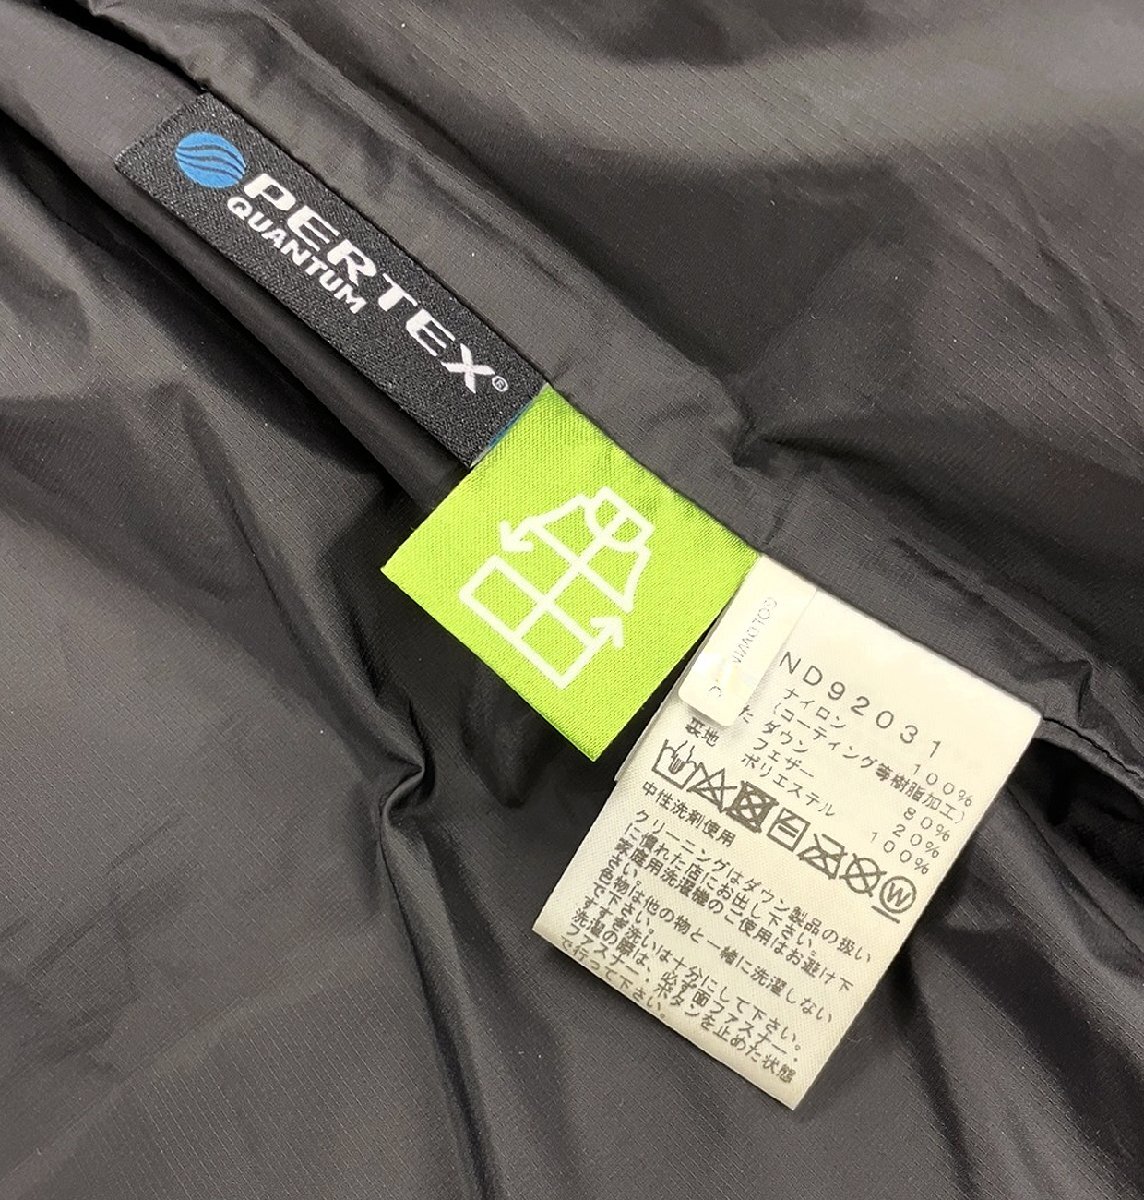 PERTEX®
QUANTUM
GOLDWIN
ND92031
ナイロン 100%
(コーティング等樹脂加工)
た ダウン 80%
フェザー 20%
裏地 ポリエステル 100%
W
中性洗剤使用
クリーニングはダウン製品の扱い
に慣れた店にお出し下さい。
家庭用洗濯機のご使用はお避け下
さい。
色物は他の物と一緒に洗濯しない
で下さい。
すすぎ洗いは十分にして下さい。
洗濯の際は、必ず面ファスナー、
ファスナー、ボタンを止めた状態
で行って下さい。